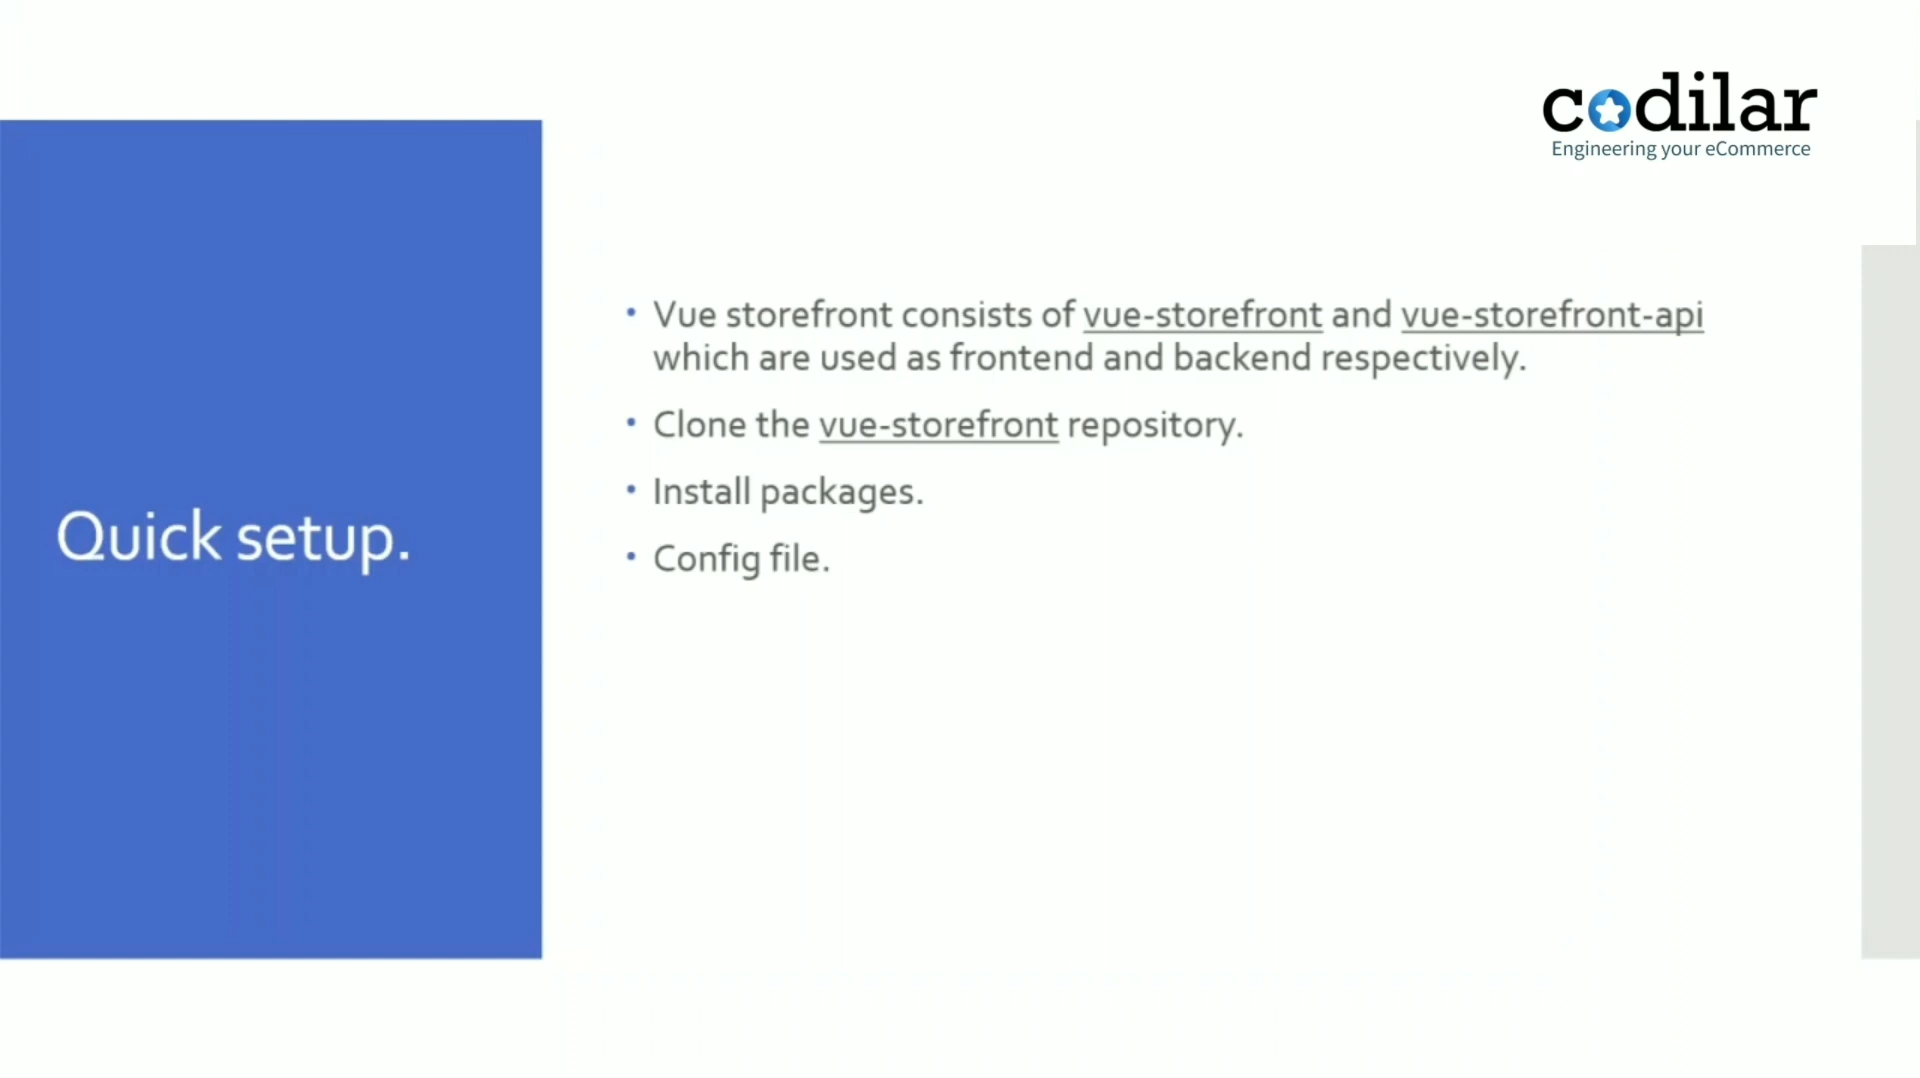 codilar
Engineering your eCommerce
Quick setup.
• Vue storefront consists of vue-storefront and vue-storefront-api
which are used as frontend and backend respectively.
• Clone the vue-storefront repository.
• Install packages.
• Config file.